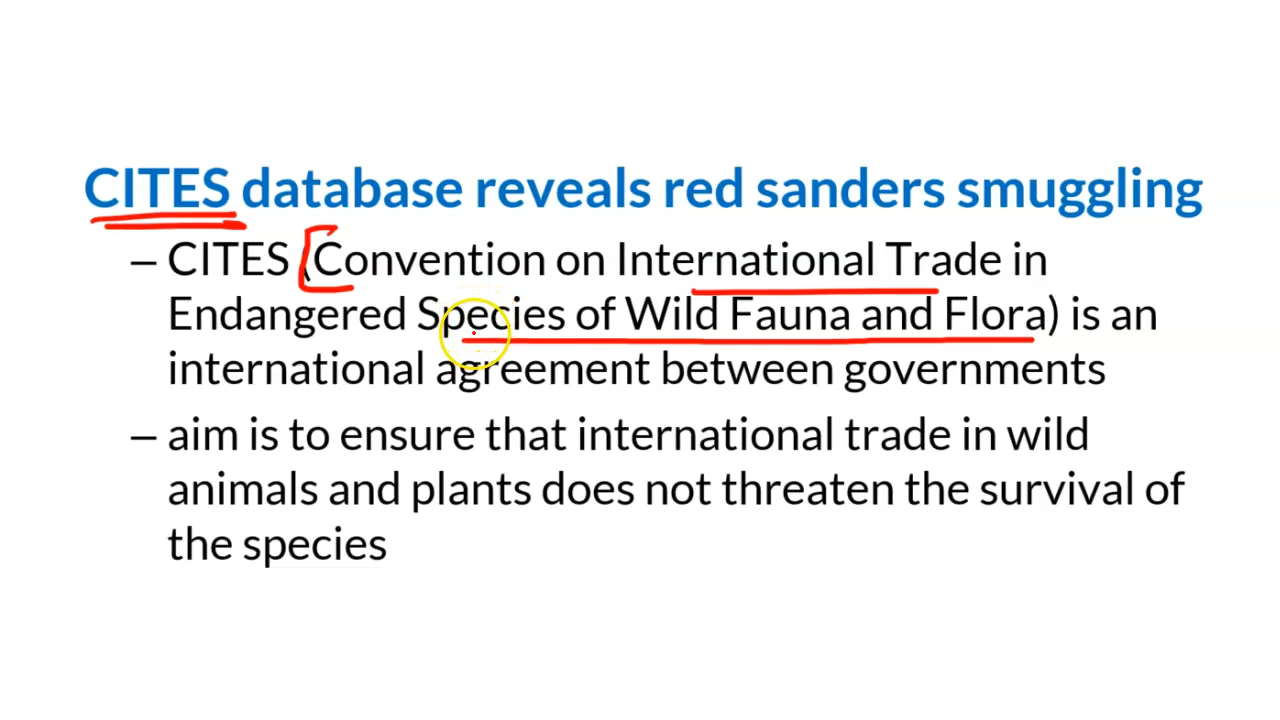 CITES database reveals red sanders smuggling
– CITES (Convention on International Trade in
Endangered Species of Wild Fauna and Flora) is an
international agreement between governments
– aim is to ensure that international trade in wild
animals and plants does not threaten the survival of
the species